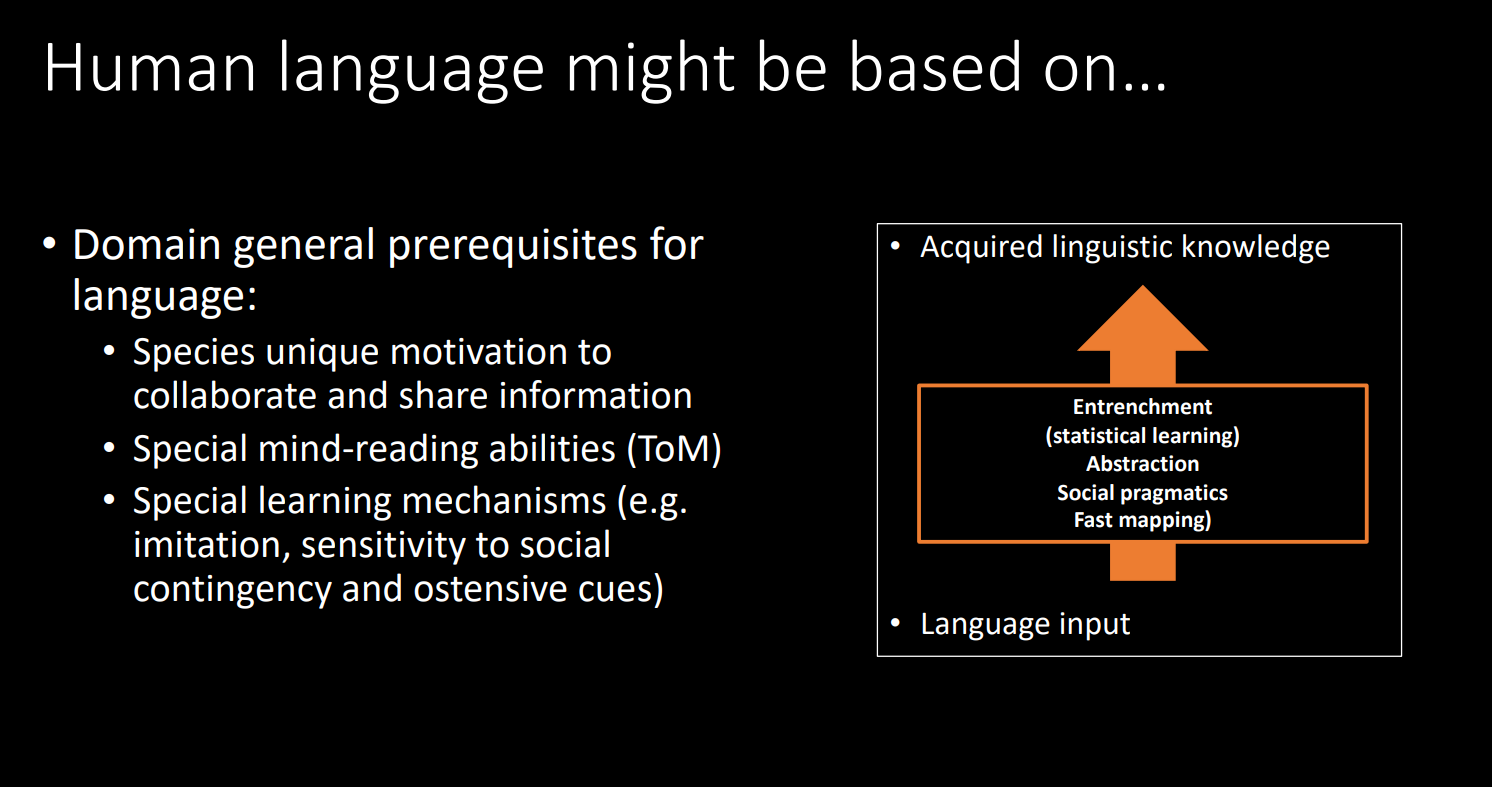 Human language might be based on...
• Domain general prerequisites for
language:
• Species unique motivation to
collaborate and share information
• Special mind-reading abilities (ToM)
• Special learning mechanisms (e.g.
imitation, sensitivity to social
contingency and ostensive cues)
• Acquired linguistic knowledge
Entrenchment
(statistical learning)
Abstraction
Social pragmatics
Fast mapping)
• Language input